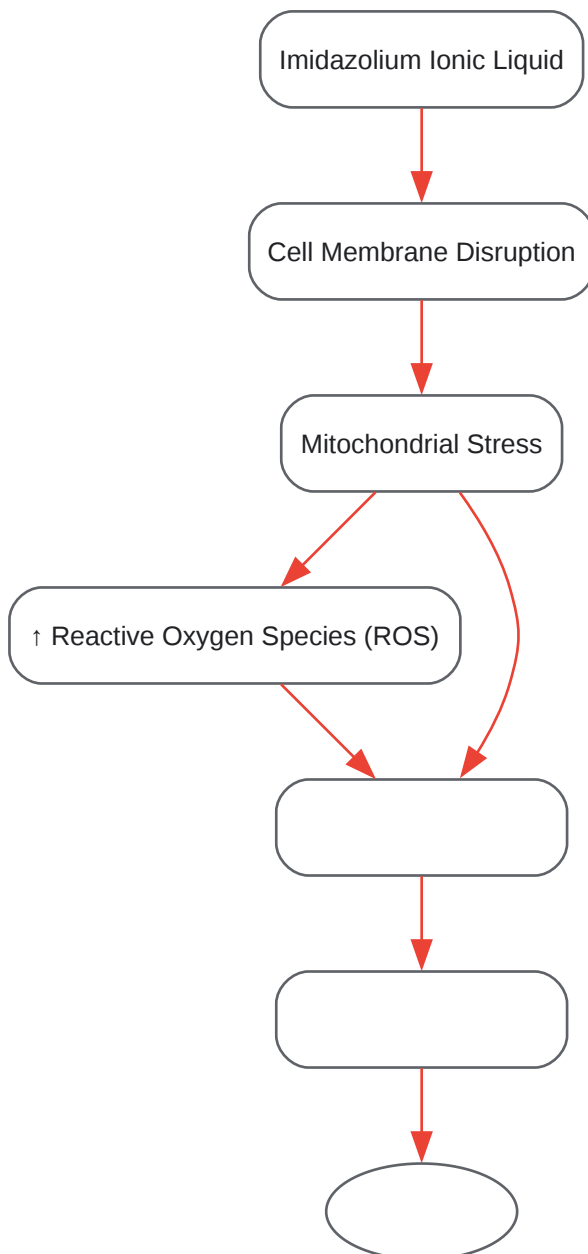 Imidazolium Ionic Liquid
Cell Membrane Disruption
Mitochondrial Stress
↑ Reactive Oxygen Species (ROS)